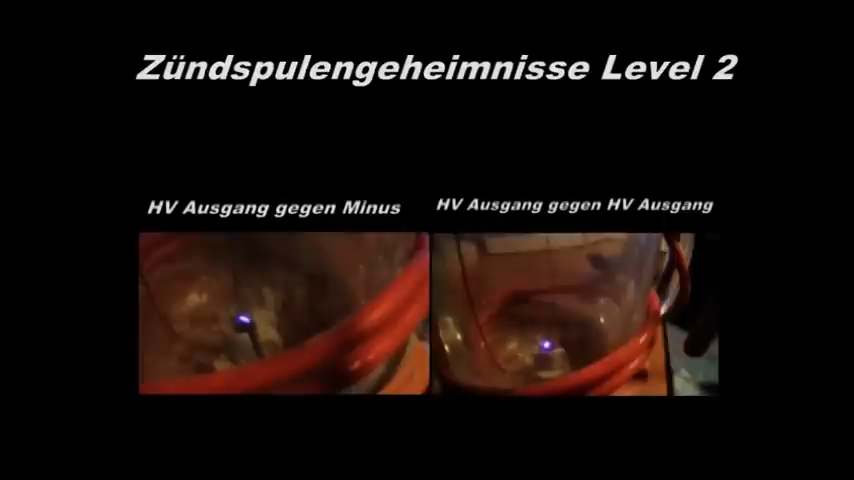 Zündspulengeheimnisse Level 2
HV Ausgang gegen Minus
HV Ausgang gegen HV Ausgang